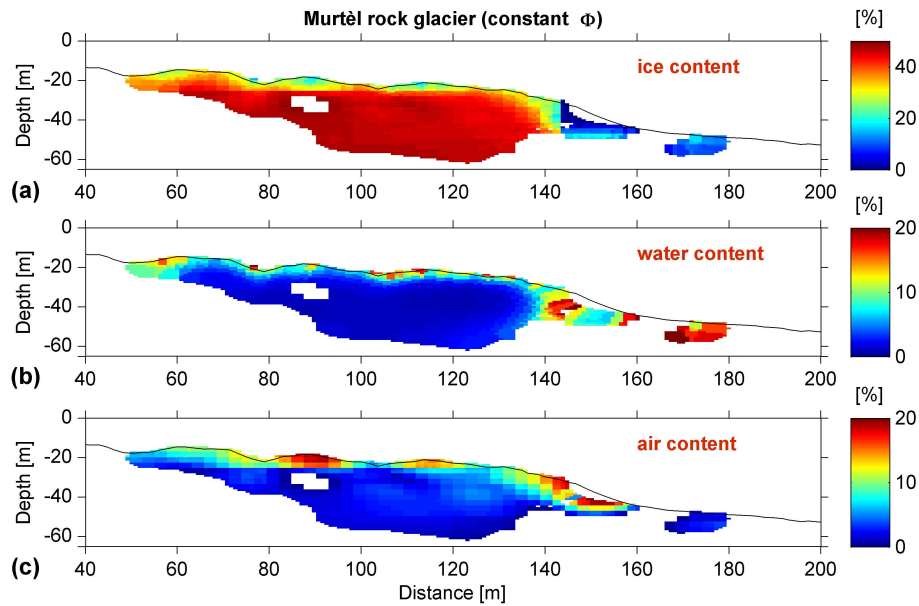 Murtèl rock glacier (constant Φ)
[%]
0
-20
-40
-60
Depth [m]
ice content
40
20
0
(a)
40 60 80 100 120 140 160 180 200
[%]
0
-20
-40
-60
Depth [m]
water content
20
10
0
(b)
40 60 80 100 120 140 160 180 200
[%]
0
-20
-40
-60
Depth [m]
air content
20
10
0
(c)
40 60 80 100 120 140 160 180 200
Distance [m]